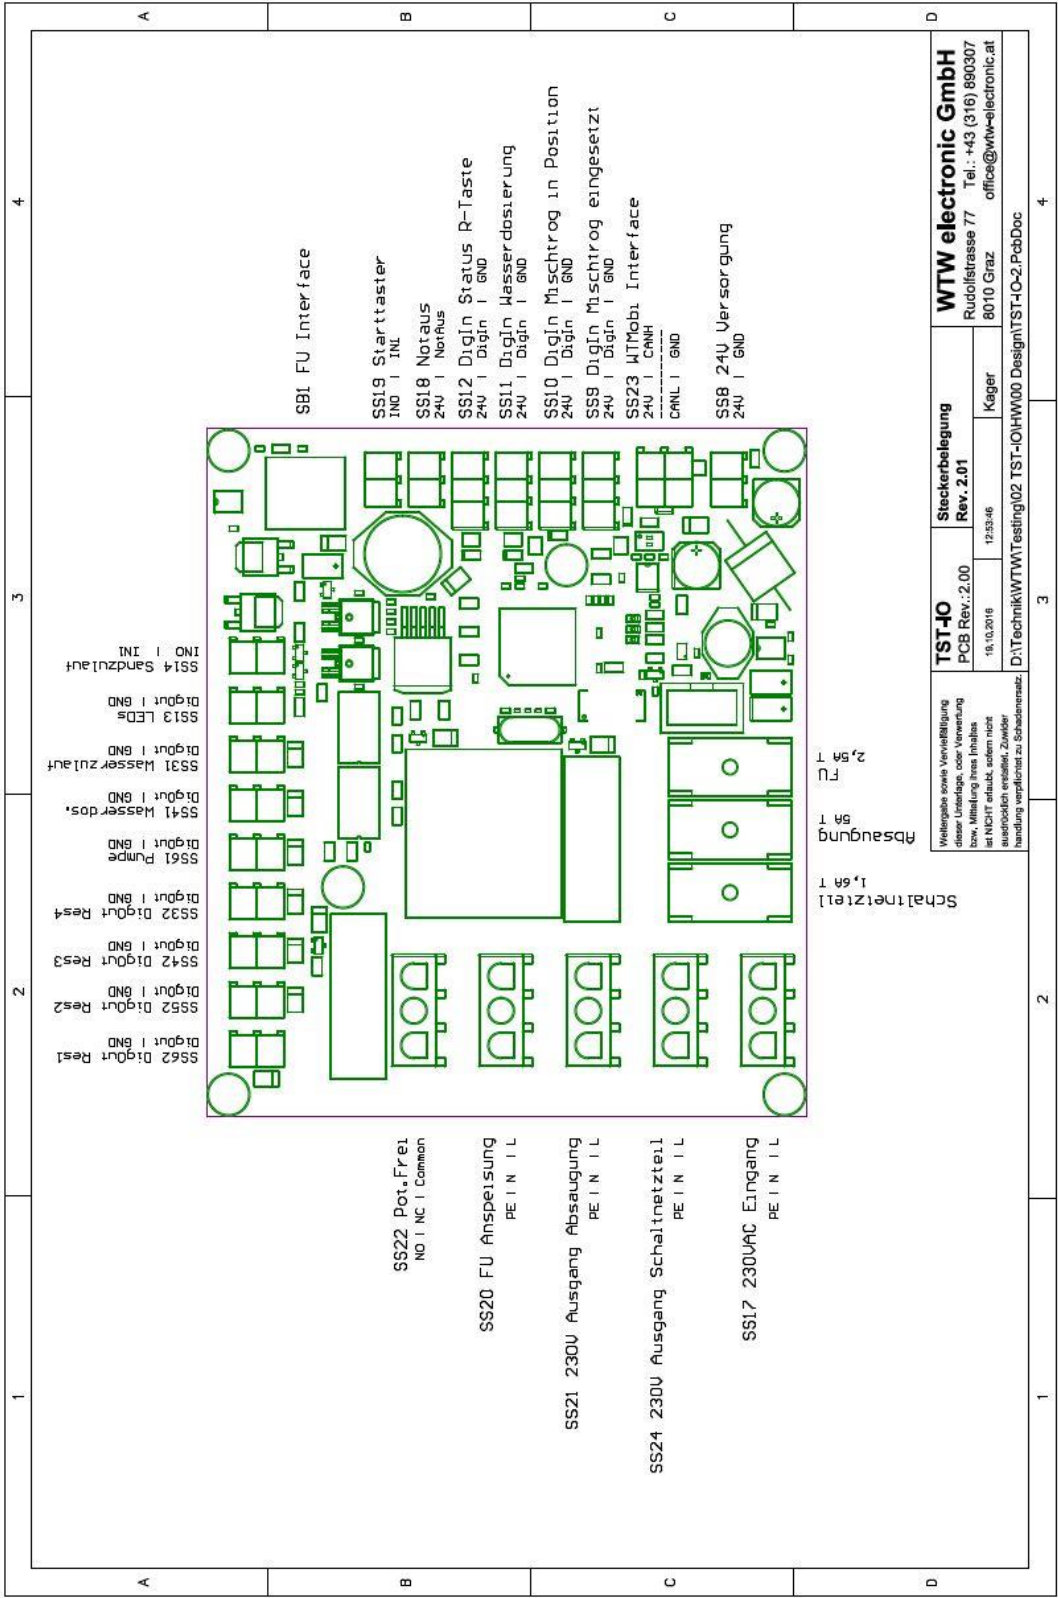 1
2
3
4
A
B
C
D
SS14 Sandzulauf
IN0 | IN1
SS13 LEDs
DigOut | GND
SS31 Wasserzulauf
DigOut | GND
SS41 Wasserdos.
DigOut | GND
SS61 Pumpe
DigOut | GND
SS32 DigOut Res4
DigOut | GND
SS42 DigOut Res3
DigOut | GND
SS52 DigOut Res2
DigOut | GND
SS62 DigOut Res1
DigOut | GND
SS22 Pot.Frei
NO | NC | Common
SS20 FU Anspeisung
PE | N | L
SS21 230V Ausgang Absaugung
PE | N | L
SS24 230V Ausgang Schaltnetzteil
PE | N | L
SS17 230VAC Eingang
PE | N | L
SB1 FU Interface
SS19 Starttaster
IN0 | IN1
SS18 Notaus
24V | NotAus
SS12 DigIn Status R-Taste
24V | DigIn | GND
SS11 DigIn Wasserdosierung
24V | DigIn | GND
SS10 DigIn Mischtrog in Position
24V | DigIn | GND
SS9 DigIn Mischtrog eingesetzt
24V | DigIn | GND
SS23 WTMobi Interface
24V | CANH
-----------
CANL | GND
SS8 24V Versorgung
24V | GND
FU
2,5A T
Absaugung
5A T
Schaltnetzteil
1,6A T
Weitergabe sowie Vervielfältigung
dieser Unterlage, oder Verwertung
bzw. Mitteilung ihres Inhaltes
ist NICHT erlaubt, sofern nicht
ausdrücklich erstattet. Zuwider
handlung verpflichtet zu Schadenersatz.
TST-IO
PCB Rev.:2.00
19.10.2016
12:53:46
Steckerbelegung
Rev. 2.01
Kager
WTW electronic GmbH
Rudolfstrasse 77 Tel.: +43 (316) 890307
8010 Graz office@wtw-electronic.at
D:\Technik\WTW\Testing\02 TST-IO\HW\00 Design\TST-IO-2.PcbDoc
1
2
3
4
A
B
C
D